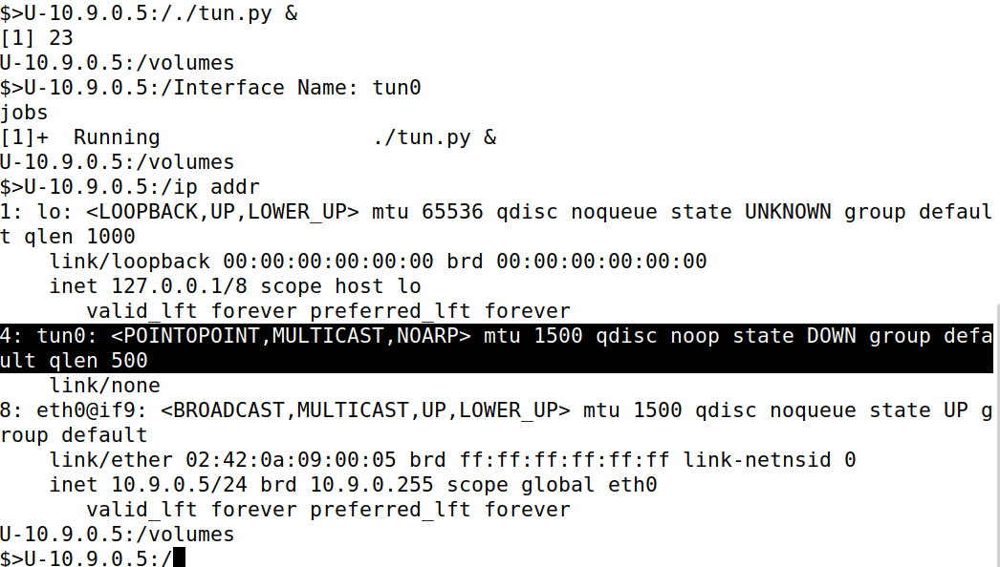 $>U-10.9.0.5:/./tun.py &
[1] 23
U-10.9.0.5:/volumes
$>U-10.9.0.5:/Interface Name: tun0
jobs
[1]+  Running                 ./tun.py &
U-10.9.0.5:/volumes
$>U-10.9.0.5:/ip addr
1: lo: <LOOPBACK,UP,LOWER_UP> mtu 65536 qdisc noqueue state UNKNOWN group defaul
t qlen 1000
    link/loopback 00:00:00:00:00:00 brd 00:00:00:00:00:00
    inet 127.0.0.1/8 scope host lo
       valid_lft forever preferred_lft forever
4: tun0: <POINTOPOINT,MULTICAST,NOARP> mtu 1500 qdisc noop state DOWN group defa
ult qlen 500
    link/none
8: eth0@if9: <BROADCAST,MULTICAST,UP,LOWER_UP> mtu 1500 qdisc noqueue state UP g
roup default
    link/ether 02:42:0a:09:00:05 brd ff:ff:ff:ff:ff:ff link-netnsid 0
    inet 10.9.0.5/24 brd 10.9.0.255 scope global eth0
       valid_lft forever preferred_lft forever
U-10.9.0.5:/volumes
$>U-10.9.0.5:/